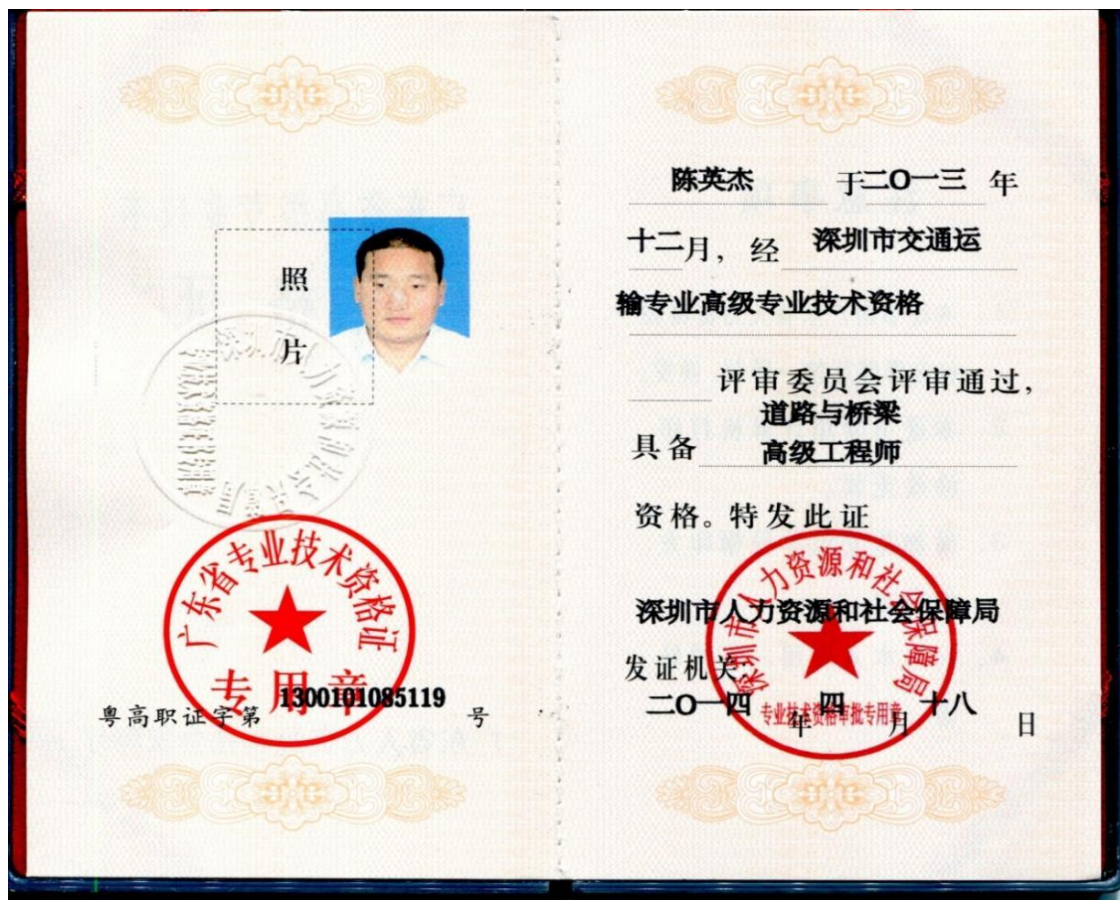 照
片
广东省专业技术资格证
专用章
粤高职证字第 1300101085119 号
陈英杰 于二O一三 年
十二月，经 深圳市交通运
输专业高级专业技术资格
评审委员会评审通过，
道路与桥梁
具备 高级工程师
资格。特发此证
深圳市人力资源和社会保障局
深圳市人力资源和社会保障局
发证机关：
二O一四 年 四 月 十八 日
专业技术资格审批专用章